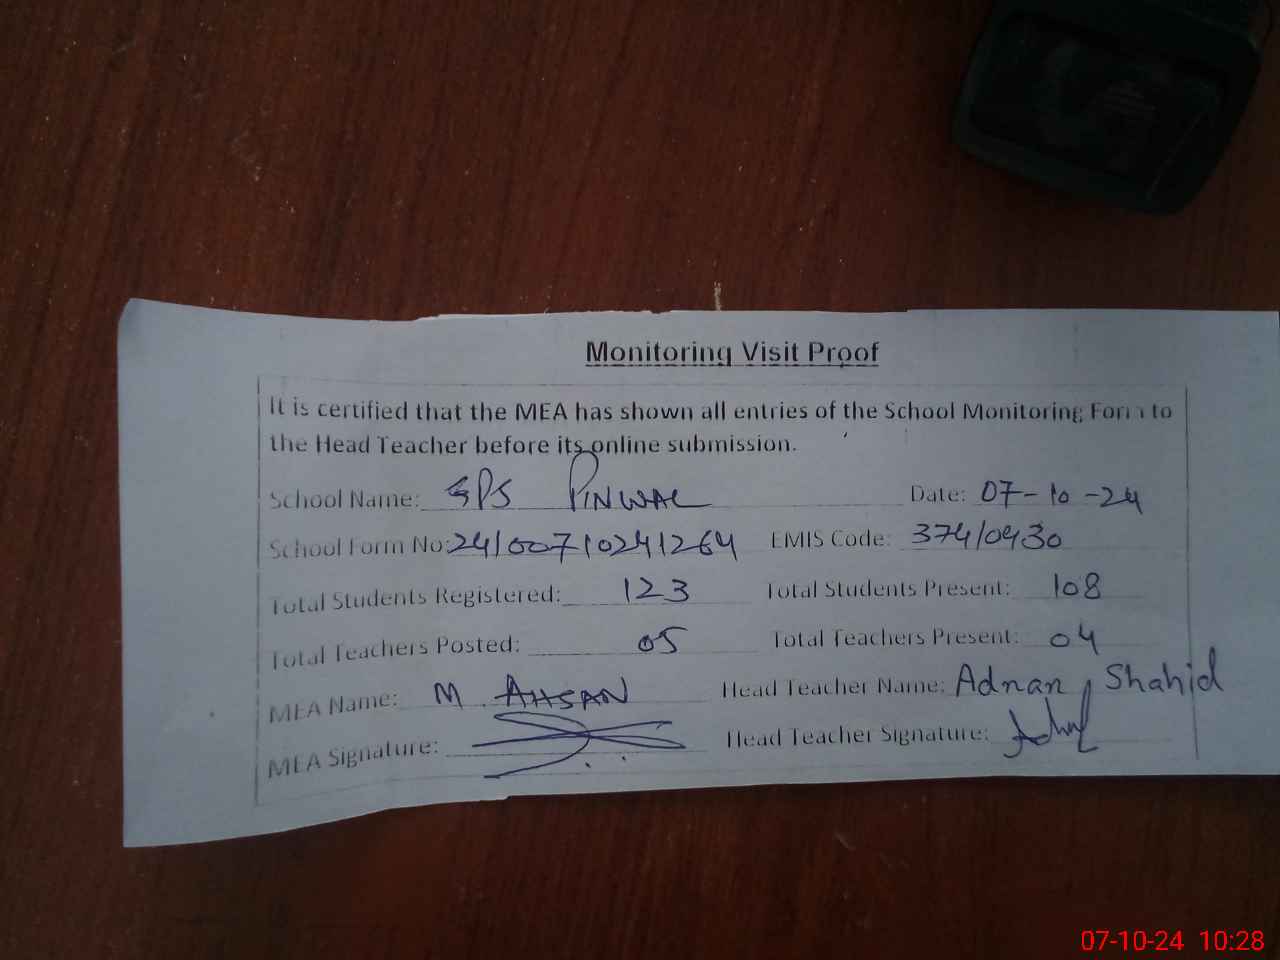 Monitoring Visit Proof
It is certified that the MEA has shown all entries of the School Monitoring Form to
the Head Teacher before its online submission.
School Name: GPS PINWAL Date: 07-10-24
School Form No: 24100710241264 EMIS Code: 37410430
Total Students Registered: 123 Total Students Present: 108
Total Teachers Posted: 05 Total Teachers Present: 04
MEA Name: M. AHSAN Head Teacher Name: Adnan Shahid
MEA Signature: Head Teacher Signature:
07-10-24 10:28